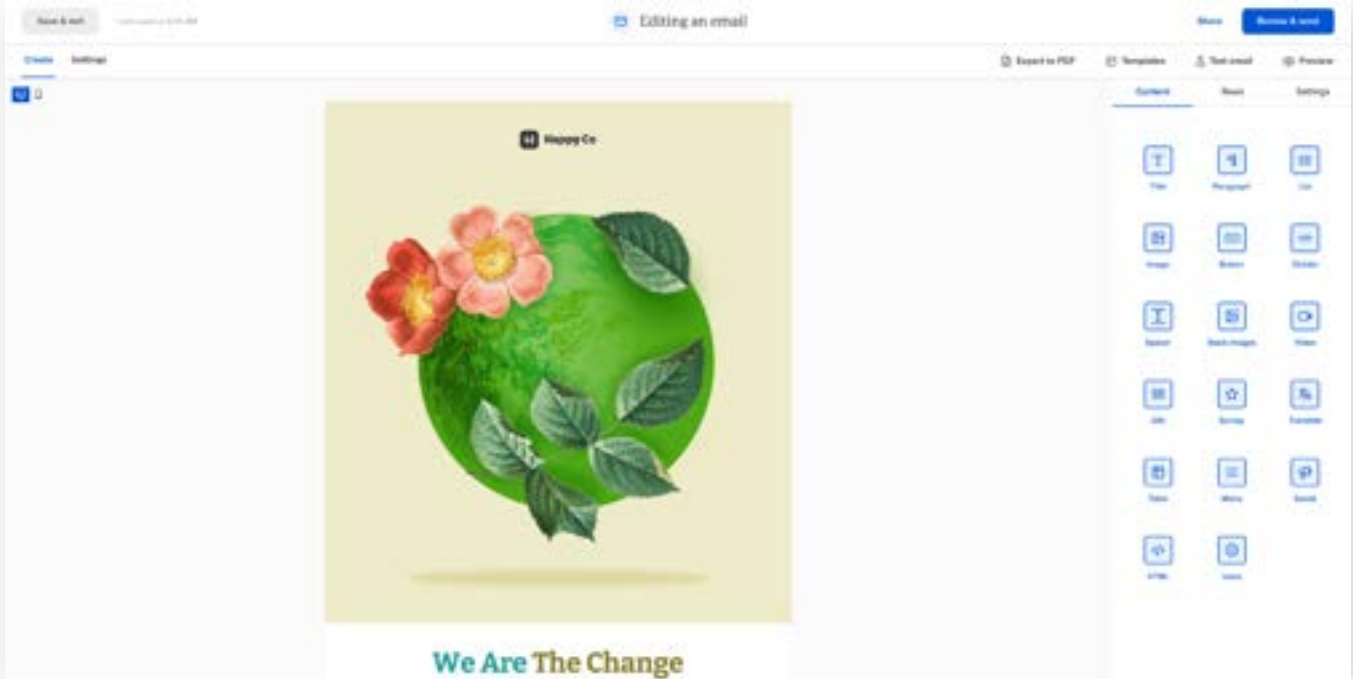 Save & exit
Editing an email
Share
Review & send
Create
Settings
Export to PDF
Templates
Test email
Preview
Content
Rows
Settings
Happy Co
Title
Paragraph
List
Image
Button
Divider
Spacer
Video
Survey
Table
Menu
Social
HTML
Icons
We Are The Change